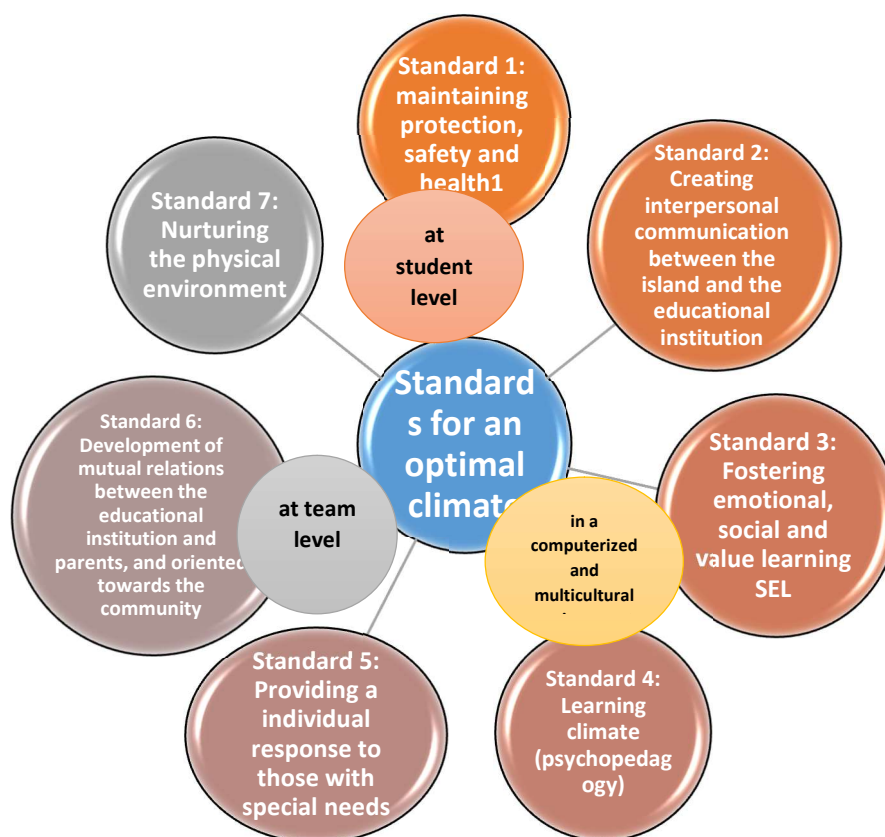 Standard 1:
maintaining
protection,
safety and
health1
at
student
level
Standard 2:
Creating
interpersonal
communication
between the
island and the
educational
institution
Standard 7:
Nurturing
the physical
environment
Standard
s for an
optimal
climate
Standard 3:
Fostering
emotional,
social and
value learning
SEL
Standard 6:
Development of
mutual relations
between the
educational
institution and
parents, and oriented
towards the
community
at team
level
in a
computerized
and
multicultural
Standard 5:
Providing a
individual
response to
those with
special needs
Standard 4:
Learning
climate
(psychopedag
ogy)